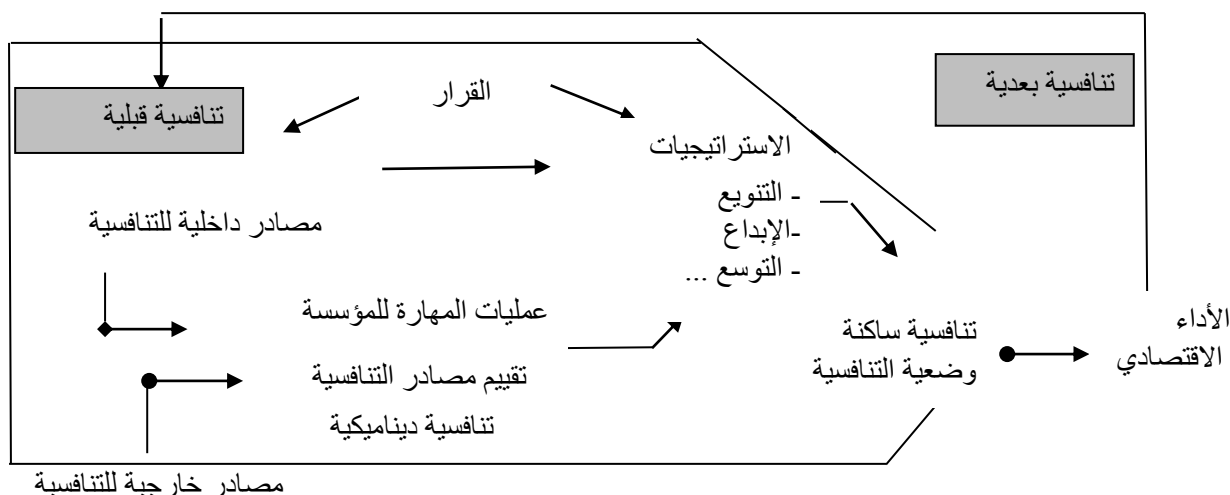 تنافسية بعدية
القرار
تنافسية قبلية
الاستراتيجيات
- التنويع
-الإبداع
- التوسع ...
مصادر داخلية للتنافسية
عمليات المهارة للمؤسسة
تقييم مصادر التنافسية
تنافسية ديناميكية
تنافسية ساكنة
وضعية التنافسية
الأداء
الاقتصادي
مصادر خارجية للتنافسية